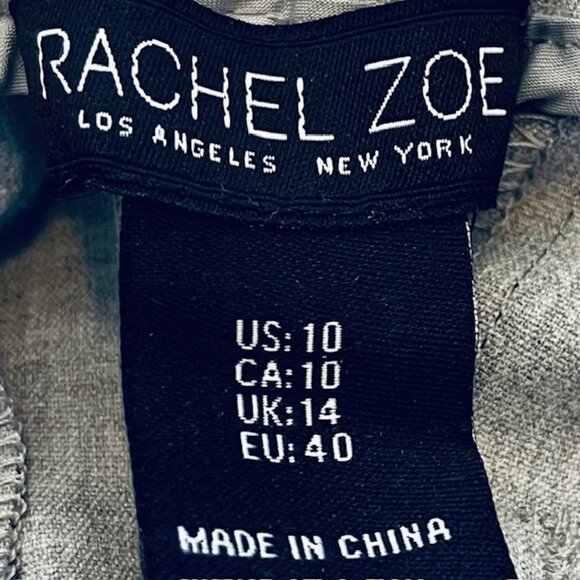 RACHEL ZOE
LOS ANGELES NEW YORK
US: 10
CA: 10
UK: 14
EU: 40
MADE IN CHINA